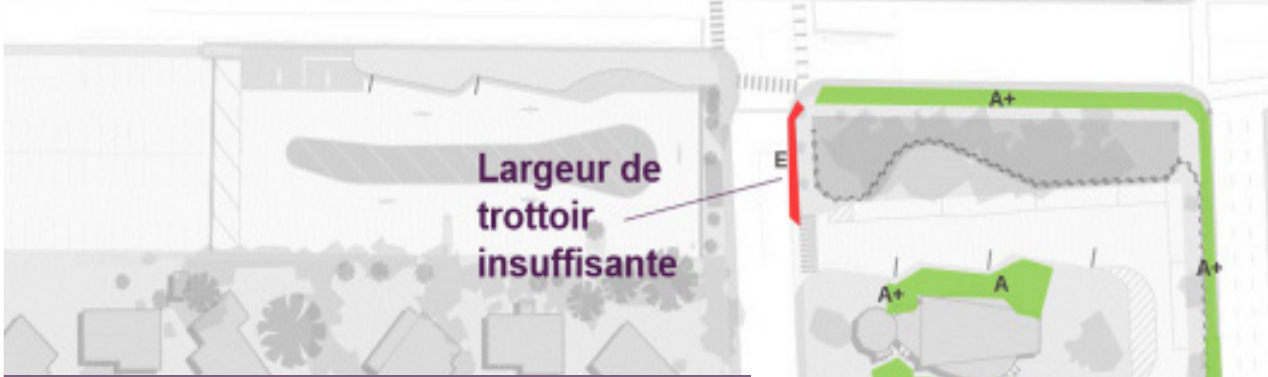 A+
E
Largeur de
trottoir
insuffisante
A+
A
A+